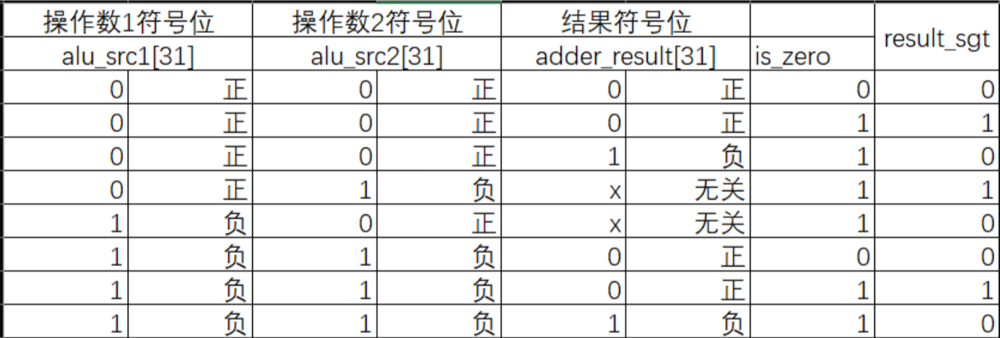 操作数1符号位 操作数2符号位 结果符号位 result_sgt
alu_src1[31] alu_src2[31] adder_result[31] is_zero
0 正 0 正 0 正 0 0
0 正 0 正 0 正 1 1
0 正 0 正 1 负 1 0
0 正 1 负 x 无关 1 1
1 负 0 正 x 无关 1 0
1 负 1 负 0 正 0 0
1 负 1 负 0 正 1 1
1 负 1 负 1 负 1 0